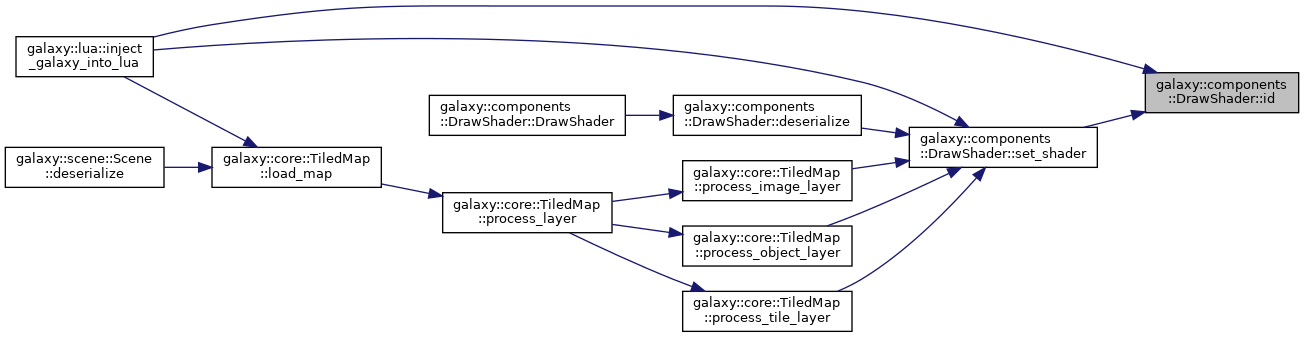 galaxy::lua::inject
_galaxy_into_lua
galaxy::components
::DrawShader::id
galaxy::components
::DrawShader::DrawShader
galaxy::components
::DrawShader::deserialize
galaxy::components
::DrawShader::set_shader
galaxy::scene::Scene
::deserialize
galaxy::core::TiledMap
::load_map
galaxy::core::TiledMap
::process_image_layer
galaxy::core::TiledMap
::process_layer
galaxy::core::TiledMap
::process_object_layer
galaxy::core::TiledMap
::process_tile_layer